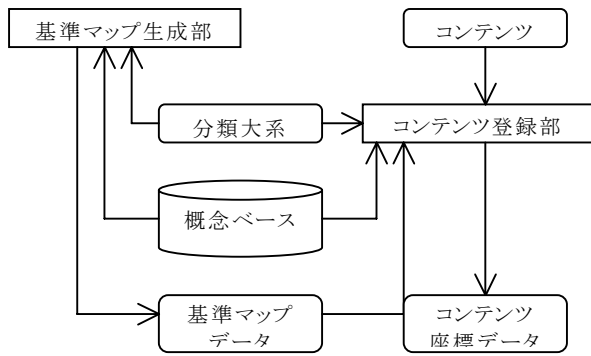 基準マップ生成部
コンテンツ
分類大系
コンテンツ登録部
概念ベース
基準マップ
データ
コンテンツ
座標データ